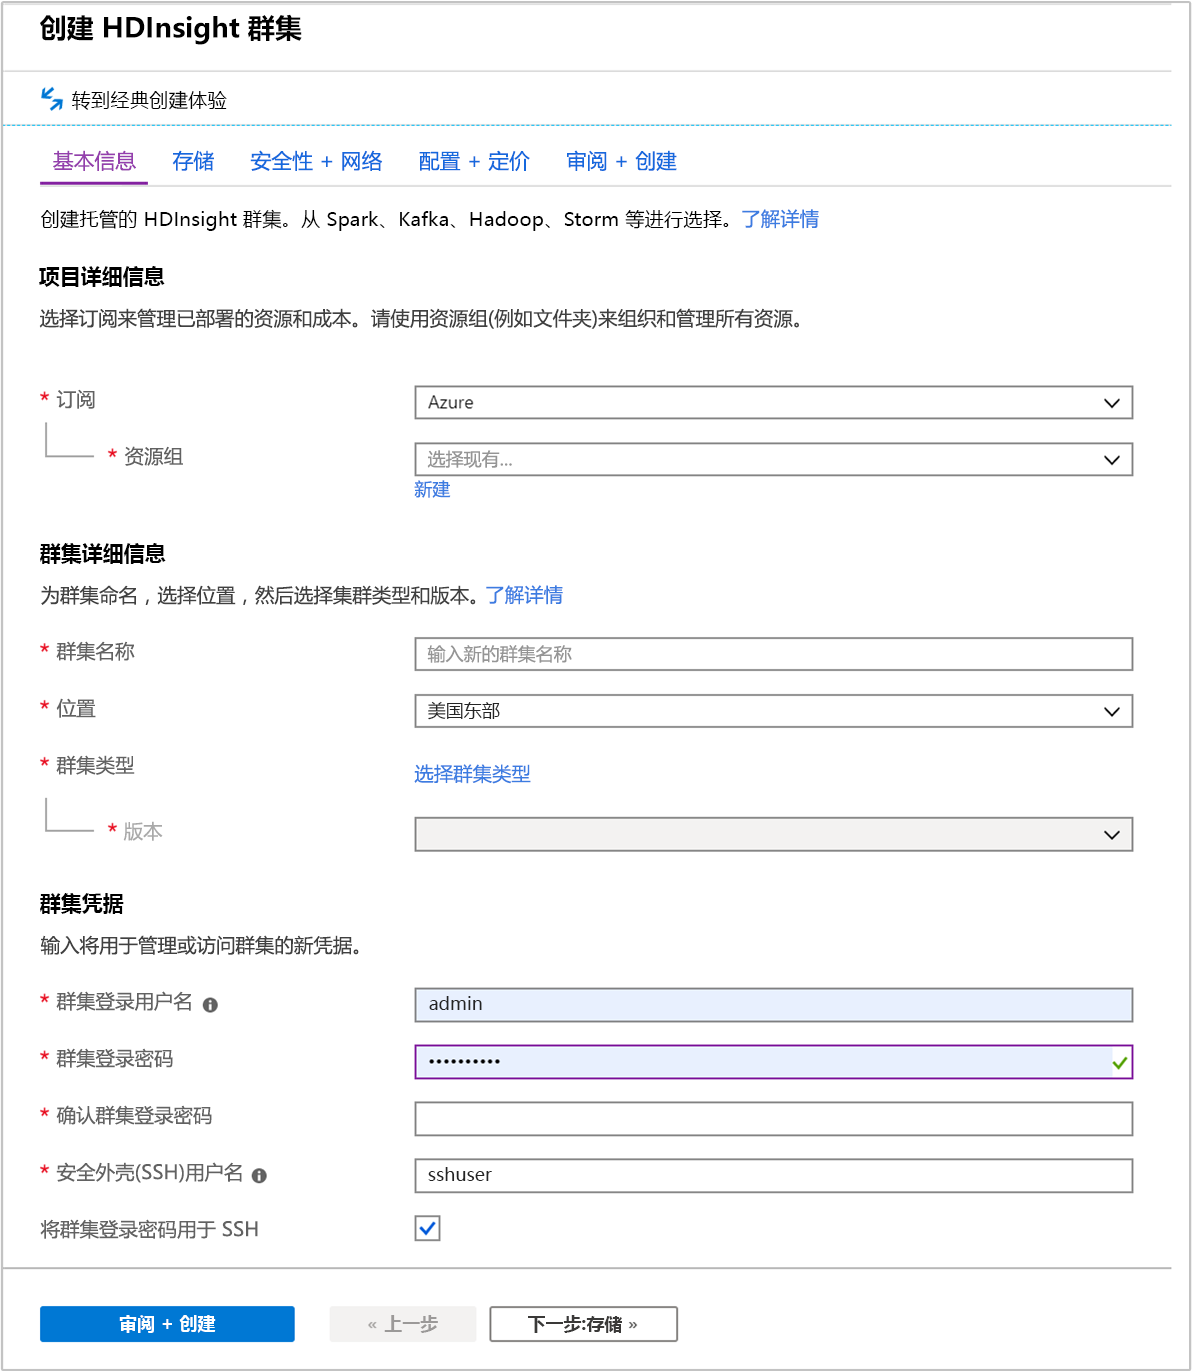 创建 HDInsight 群集
转到经典创建体验
基本信息 存储 安全性 + 网络 配置 + 定价 审阅 + 创建
创建托管的 HDInsight 群集。从 Spark、Kafka、Hadoop、Storm 等进行选择。了解详情
项目详细信息
选择订阅来管理已部署的资源和成本。请使用资源组(例如文件夹)来组织和管理所有资源。
* 订阅 Azure
* 资源组 选择现有...
新建
群集详细信息
为群集命名，选择位置，然后选择集群类型和版本。了解详情
* 群集名称 输入新的群集名称
* 位置 美国东部
* 群集类型 选择群集类型
* 版本
群集凭据
输入将用于管理或访问群集的新凭据。
* 群集登录用户名 admin
* 群集登录密码 ••••••••••
* 确认群集登录密码
* 安全外壳(SSH)用户名 sshuser
将群集登录密码用于 SSH
审阅 + 创建 « 上一步 下一步:存储 »